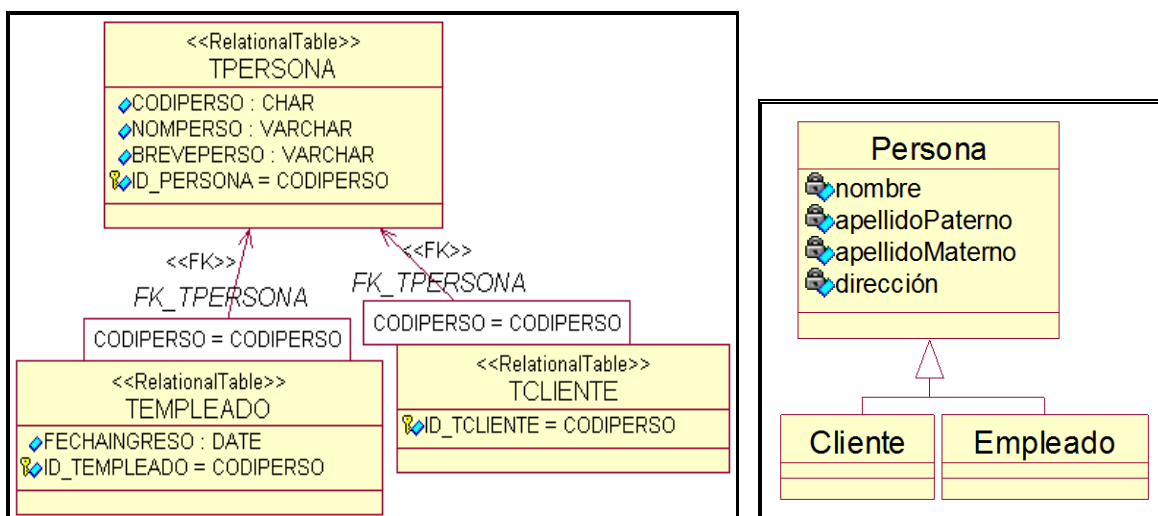 <<RelationalTable>>
TPERSONA
CODIPERSO : CHAR
NOMPERSO : VARCHAR
BREVEPERSO : VARCHAR
ID_PERSONA = CODIPERSO
<<FK>>
FK_TPERSONA
CODIPERSO = CODIPERSO
<<FK>>
FK_TPERSONA
CODIPERSO = CODIPERSO
<<RelationalTable>>
TEMPLEADO
FECHAINGRESO : DATE
ID_TEMPLEADO = CODIPERSO
<<RelationalTable>>
TCLIENTE
ID_TCLIENTE = CODIPERSO
Persona
nombre
apellidoPaterno
apellidoMaterno
dirección
Cliente
Empleado